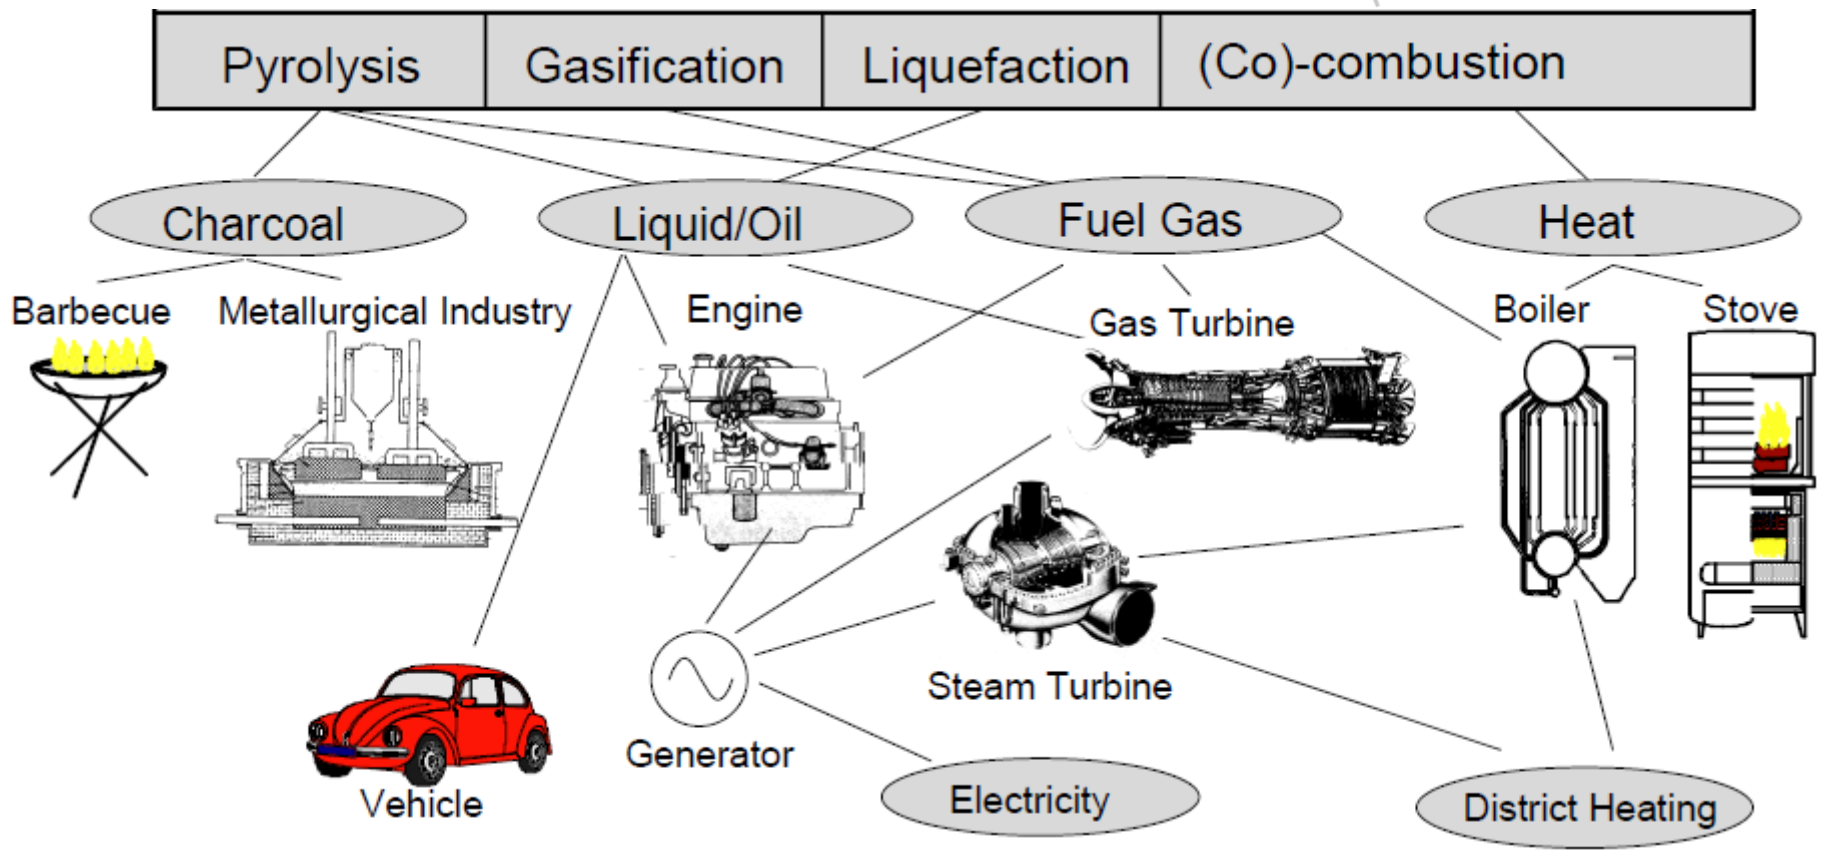 Pyrolysis
Gasification
Liquefaction
(Co)-combustion
Charcoal
Liquid/Oil
Fuel Gas
Heat
Barbecue
Metallurgical Industry
Engine
Gas Turbine
Boiler
Stove
Steam Turbine
Generator
Vehicle
Electricity
District Heating